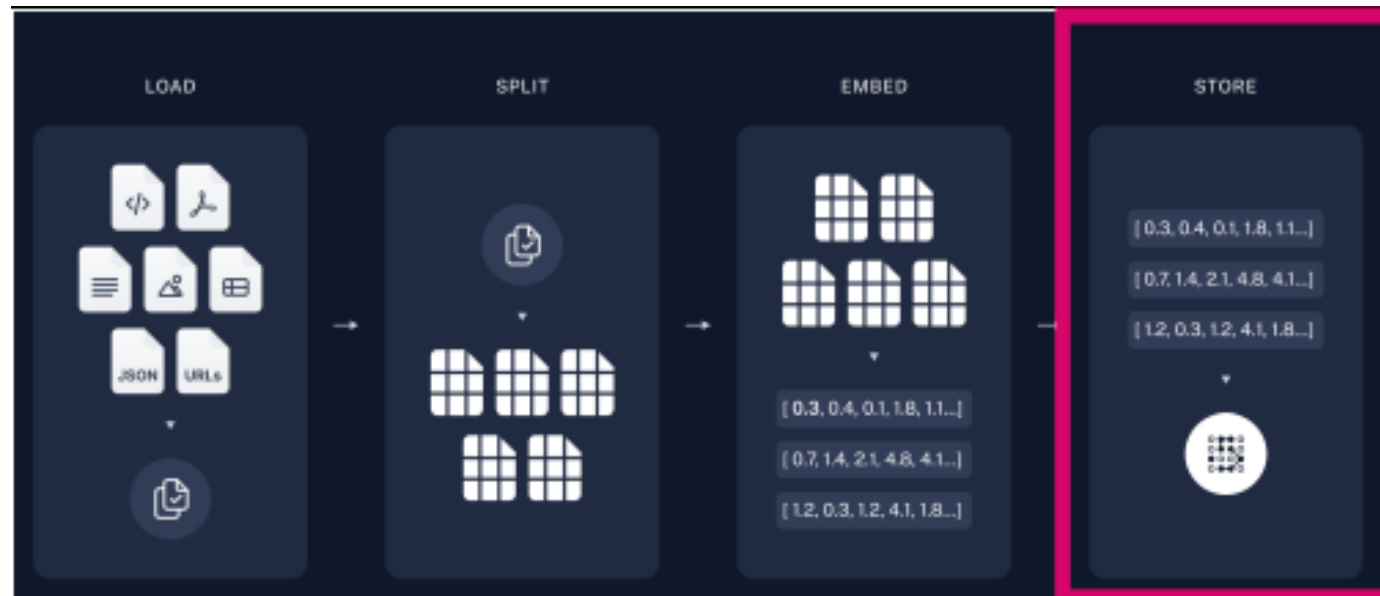 LOAD
SPLIT
EMBED
STORE
</>
JSON
URLs
[ 0.3, 0.4, 0.1, 1.8, 1.1...]
[ 0.7, 1.4, 2.1, 4.8, 4.1...]
[ 1.2, 0.3, 1.2, 4.1, 1.8...]
[ 0.3, 0.4, 0.1, 1.8, 1.1...]
[ 0.7, 1.4, 2.1, 4.8, 4.1...]
[ 1.2, 0.3, 1.2, 4.1, 1.8...]